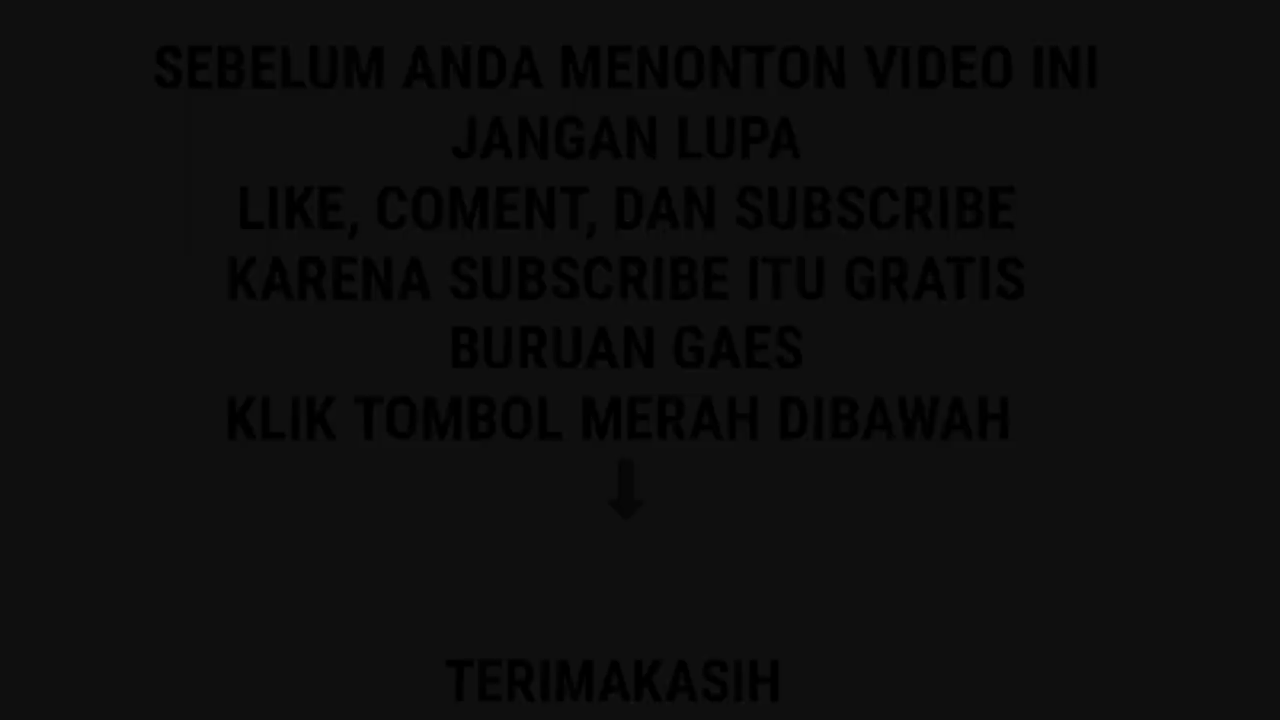 SEBELUM ANDA MENONTON VIDEO INI
JANGAN LUPA
LIKE, COMENT, DAN SUBSCRIBE
KARENA SUBSCRIBE ITU GRATIS
BURUAN GAES
KLIK TOMBOL MERAH DIBAWAH
TERIMAKASIH